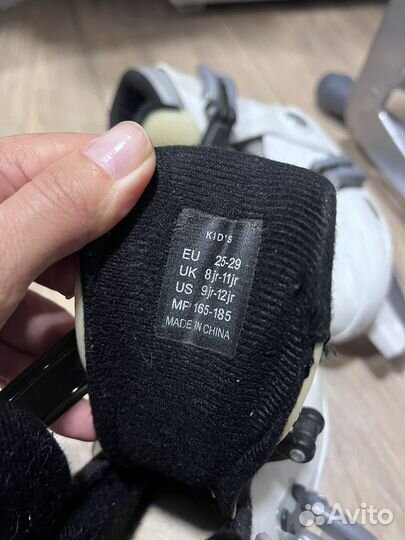 KID'S
EU 25-29
UK 8jr-11jr
US 9jr-12jr
MP 165-185
MADE IN CHINA
Avito